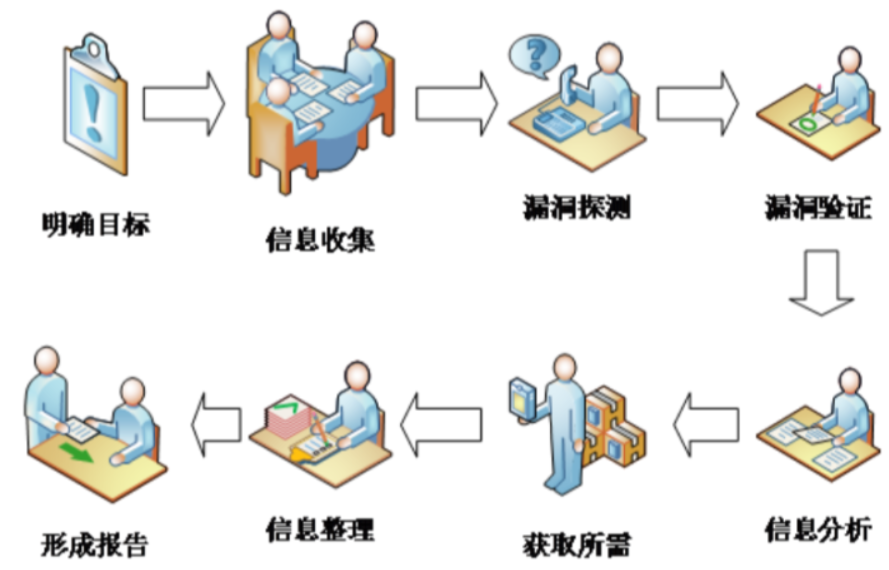 明确目标
信息收集
漏洞探测
漏洞验证
信息分析
获取所需
信息整理
形成报告